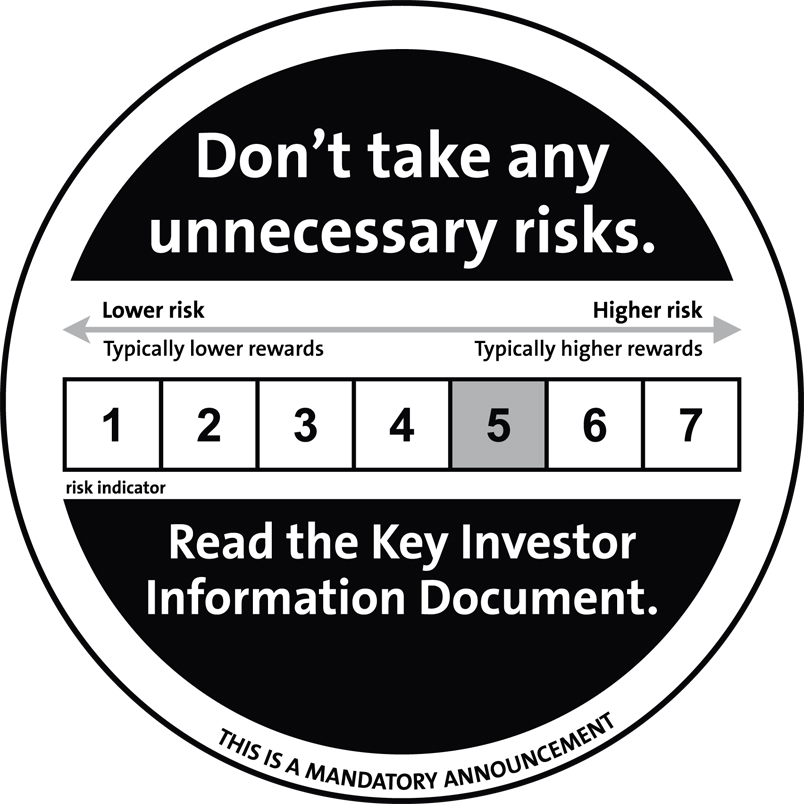 Don’t take any
unnecessary risks.
Lower risk Higher risk
Typically lower rewards Typically higher rewards
1 2 3 4 5 6 7
risk indicator
Read the Key Investor
Information Document.
THIS IS A MANDATORY ANNOUNCEMENT